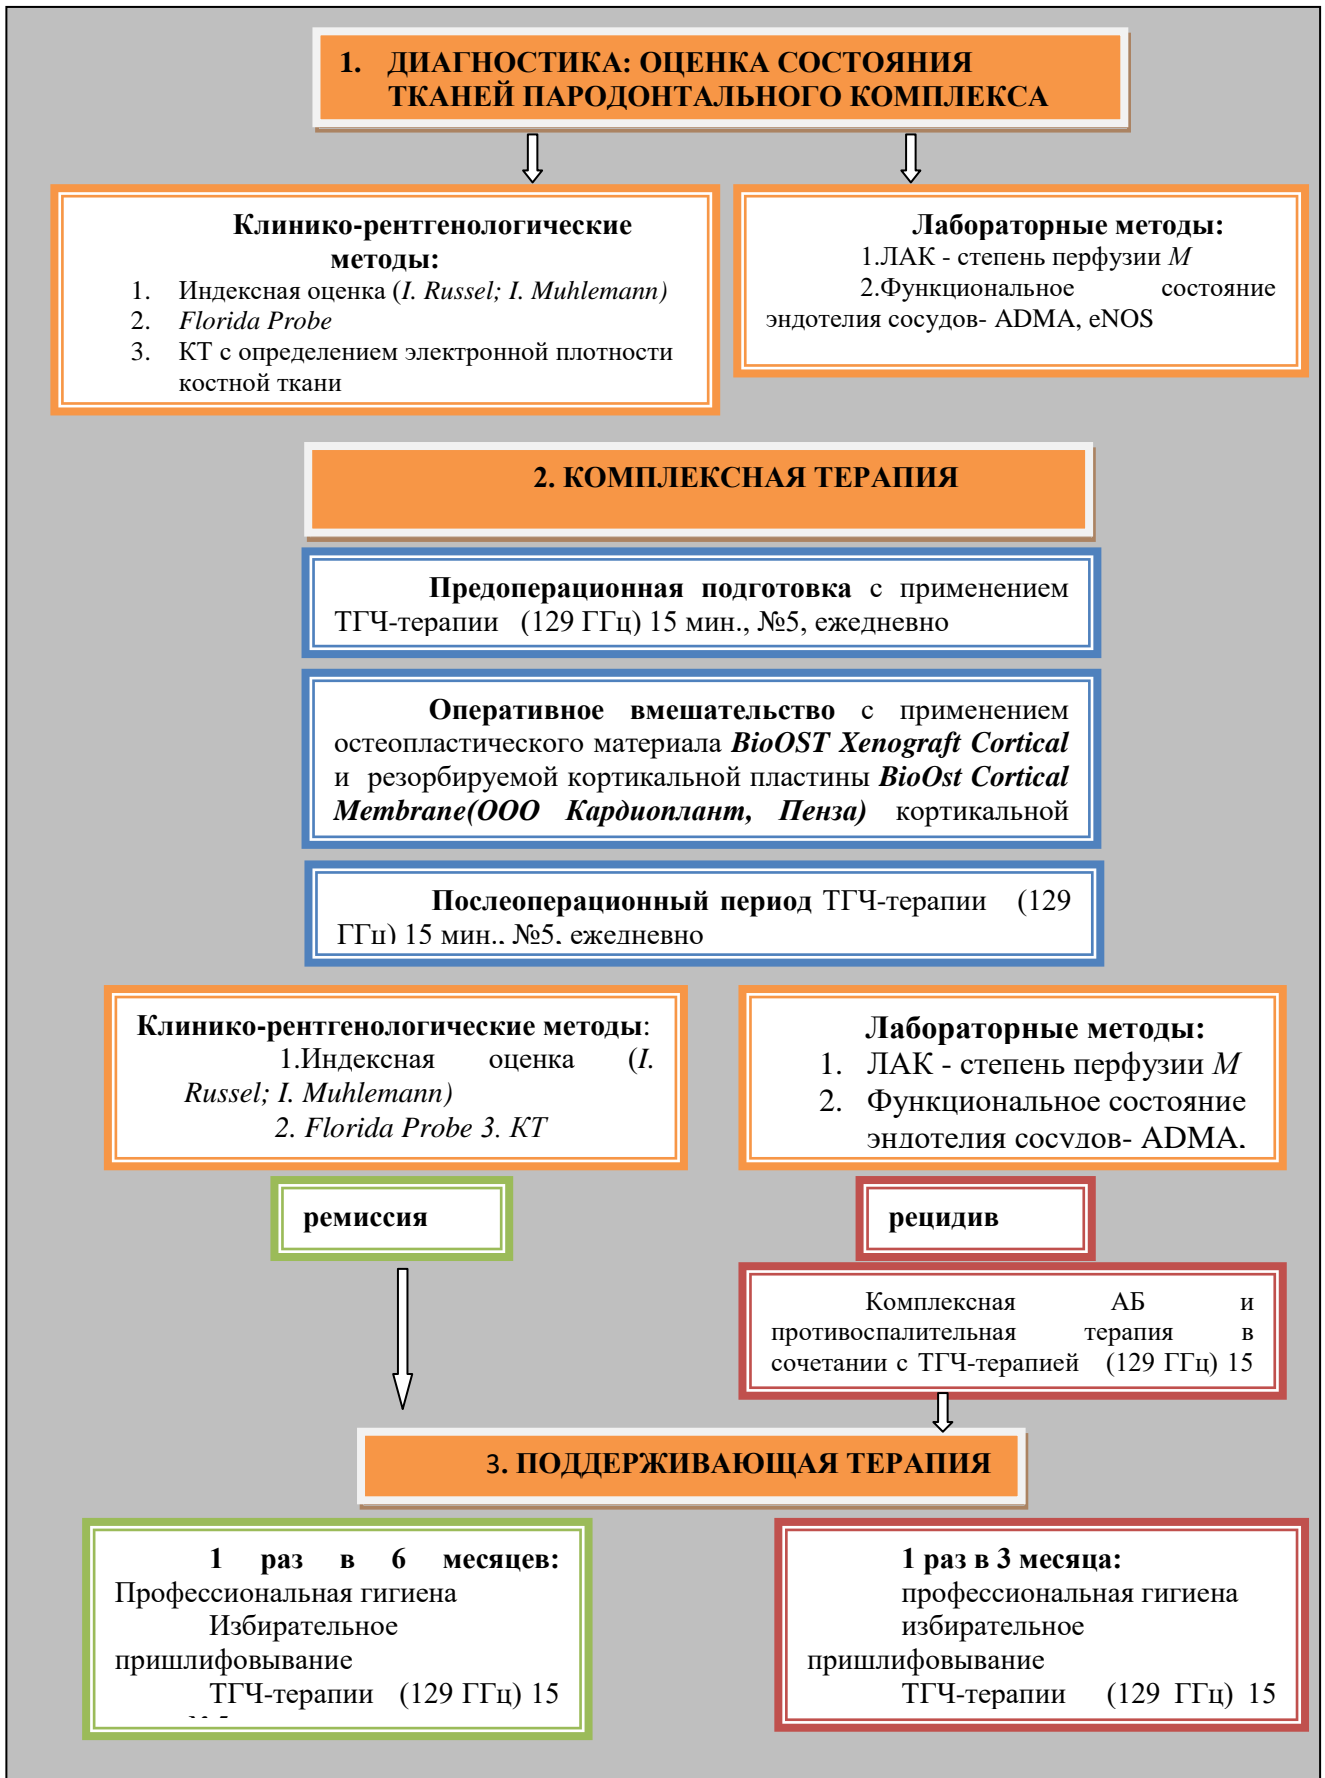 1. ДИАГНОСТИКА: ОЦЕНКА СОСТОЯНИЯ
ТКАНЕЙ ПАРОДОНТАЛЬНОГО КОМПЛЕКСА
Клинико-рентгенологические
методы:
1. Индексная оценка (I. Russel; I. Muhlemann)
2. Florida Probe
3. КТ с определением электронной плотности
костной ткани
Лабораторные методы:
1.ЛАК - степень перфузии М
2.Функциональное состояние
эндотелия сосудов- ADMA, eNOS
2. КОМПЛЕКСНАЯ ТЕРАПИЯ
Предоперационная подготовка с применением
ТГЧ-терапии (129 ГГц) 15 мин., №5, ежедневно
Оперативное вмешательство с применением
остеопластического материала BioOST Xenograft Cortical
и резорбируемой кортикальной пластины BioOst Cortical
Membrane(ООО Кардиоплант, Пенза) кортикальной
Послеоперационный период ТГЧ-терапии (129
ГГц) 15 мин., №5, ежедневно
Клинико-рентгенологические методы:
1.Индексная оценка (I.
Russel; I. Muhlemann)
2. Florida Probe 3. КТ
Лабораторные методы:
1. ЛАК - степень перфузии М
2. Функциональное состояние
эндотелия сосудов- ADMA,
ремиссия
рецидив
Комплексная АБ и
противоспалительная терапия в
сочетании с ТГЧ-терапией (129 ГГц) 15
3. ПОДДЕРЖИВАЮЩАЯ ТЕРАПИЯ
1 раз в 6 месяцев:
Профессиональная гигиена
Избирательное
пришлифовывание
ТГЧ-терапии (129 ГГц) 15
1 раз в 3 месяца:
профессиональная гигиена
избирательное
пришлифовывание
ТГЧ-терапии (129 ГГц) 15